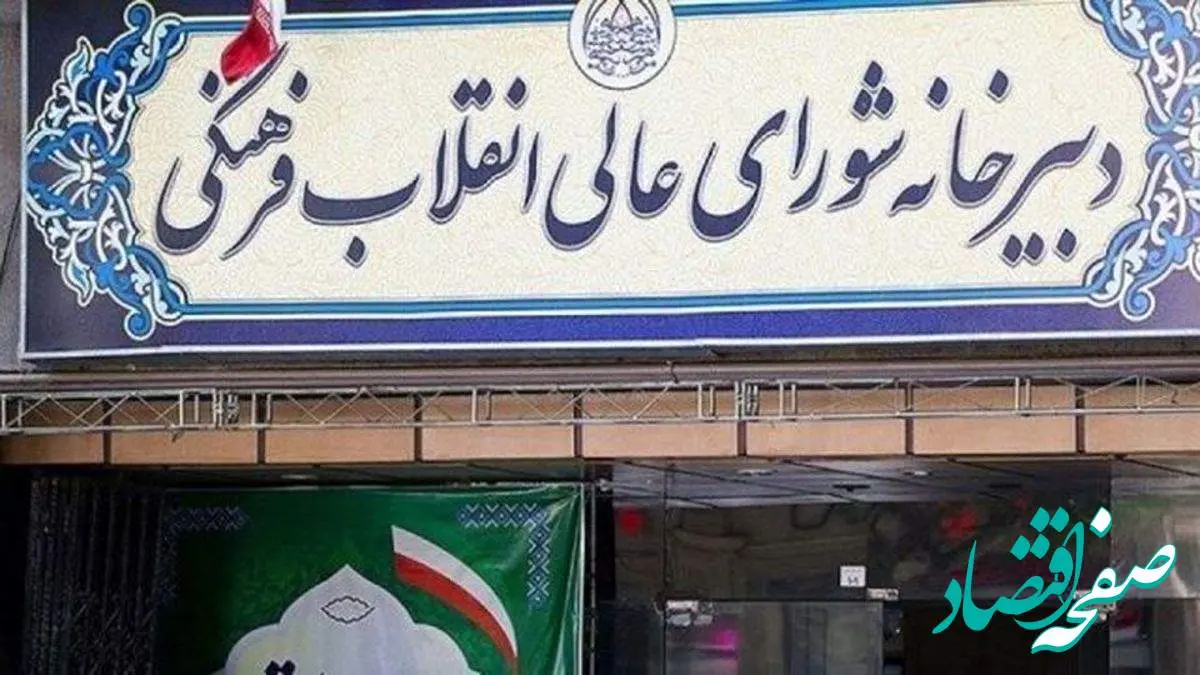 دبیرخانه شورای عالی انقلاب فرهنگی
صفحه اقتصاد